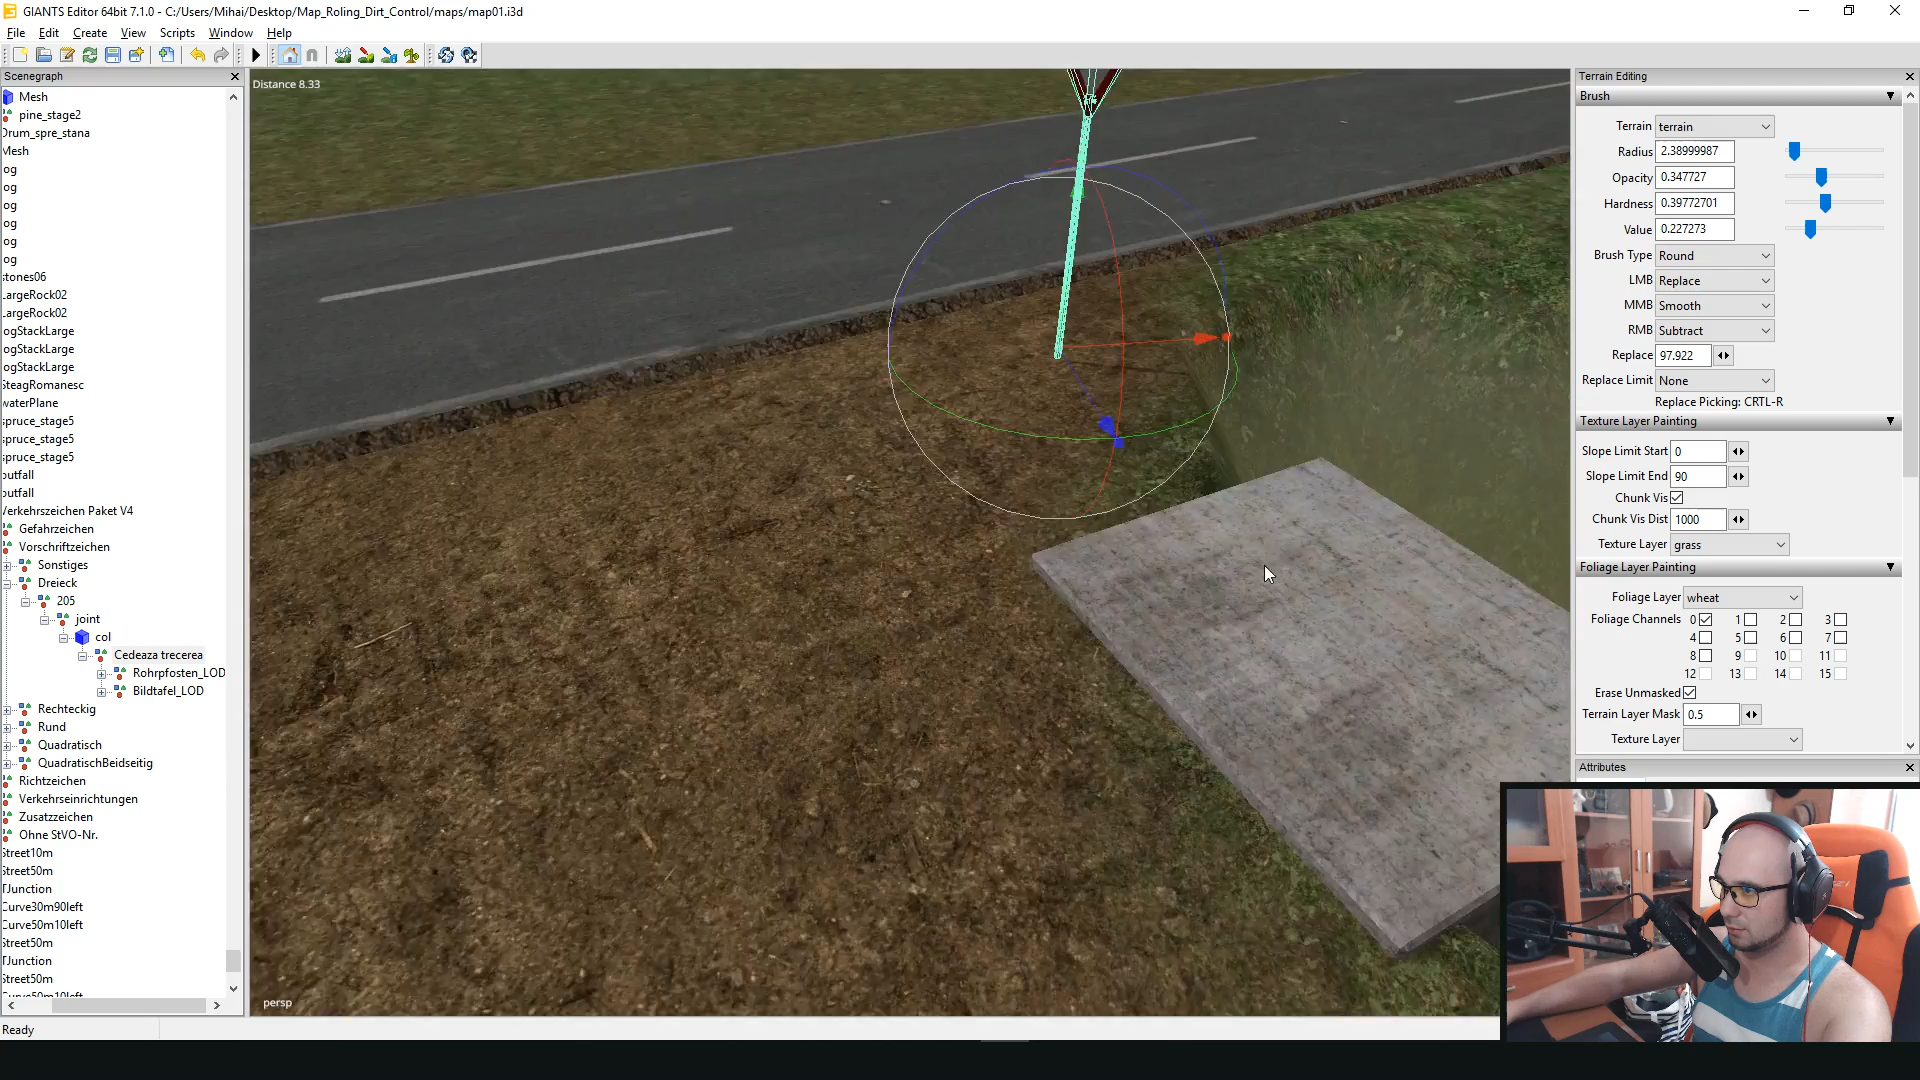 GIANTS Editor 64bit 7.1.0 - C:/Users/Mihai/Desktop/Map_Roling_Dirt_Control/maps/map01.i3d
File Edit Create View Scripts Window Help
Scenegraph
Mesh
pine_stage2
Drum_spre_stana
Mesh
og
og
og
og
og
og
stones06
LargeRock02
LargeRock02
ogStackLarge
ogStackLarge
ogStackLarge
SteagRomanesc
waterPlane
spruce_stage5
spruce_stage5
spruce_stage5
outfall
outfall
Verkehrszeichen Paket V4
Gefahrzeichen
Vorschriftzeichen
Sonstiges
Dreieck
205
joint
col
Cedeaza trecerea
Rohrpfosten_LOD
Bildtafel_LOD
Rechteckig
Rund
Quadratisch
QuadratischBeidseitig
Richtzeichen
Verkehrseinrichtungen
Zusatzzeichen
Ohne StVO-Nr.
Street10m
Street50m
TJunction
Curve30m90left
Curve50m10left
Street50m
TJunction
Street50m
Curve50m10left
Ready
Distance 8.33
persp
Terrain Editing
Brush
Terrain terrain
Radius 2.38999987
Opacity 0.347727
Hardness 0.39772701
Value 0.227273
Brush Type Round
LMB Replace
MMB Smooth
RMB Subtract
Replace 97.922
Replace Limit None
Replace Picking: CRTL-R
Texture Layer Painting
Slope Limit Start 0
Slope Limit End 90
Chunk Vis
Chunk Vis Dist 1000
Texture Layer grass
Foliage Layer Painting
Foliage Layer wheat
Foliage Channels 0 1 2 3
4 5 6 7
8 9 10 11
12 13 14 15
Erase Unmasked
Terrain Layer Mask 0.5
Texture Layer
Attributes